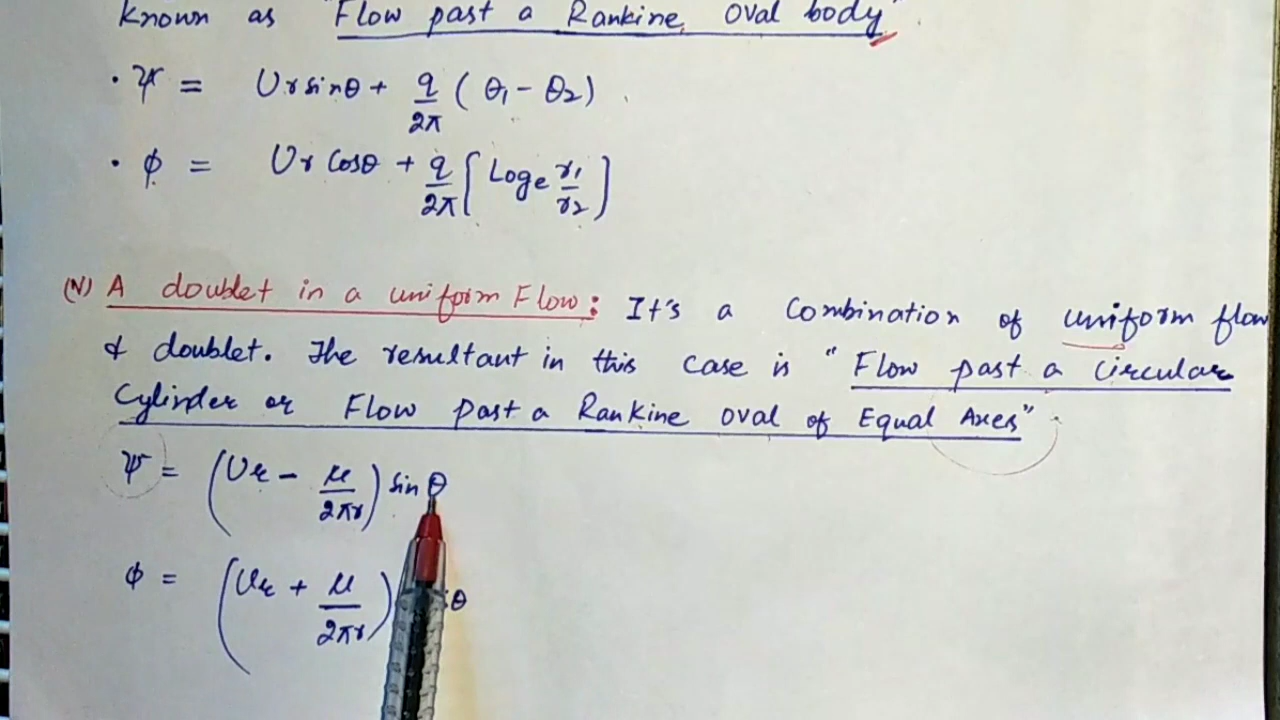 Known as "Flow past a Rankine oval body"
· ψ = Ur sinθ + q/2π ( θ₁ - θ₂ )
· ϕ = Ur Cosθ + q/2π [ Logₑ r₁/r₂ ]
(IV) A doublet in a uniform Flow: It's a Combination of uniform flow
& doublet. The resultant in this case is "Flow past a circular
Cylinder or Flow past a Rankine oval of Equal Axes"
ψ = (Ur - μ/2πr) sin θ
ϕ = (Ur + μ/2πr) θ